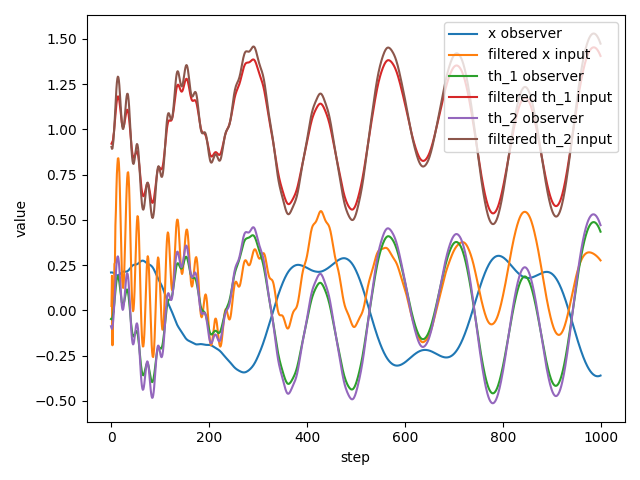 x observer
filtered x input
th_1 observer
filtered th_1 input
th_2 observer
filtered th_2 input
1.50
1.25
1.00
0.75
0.50
0.25
0.00
−0.25
−0.50
value
0 200 400 600 800 1000
step